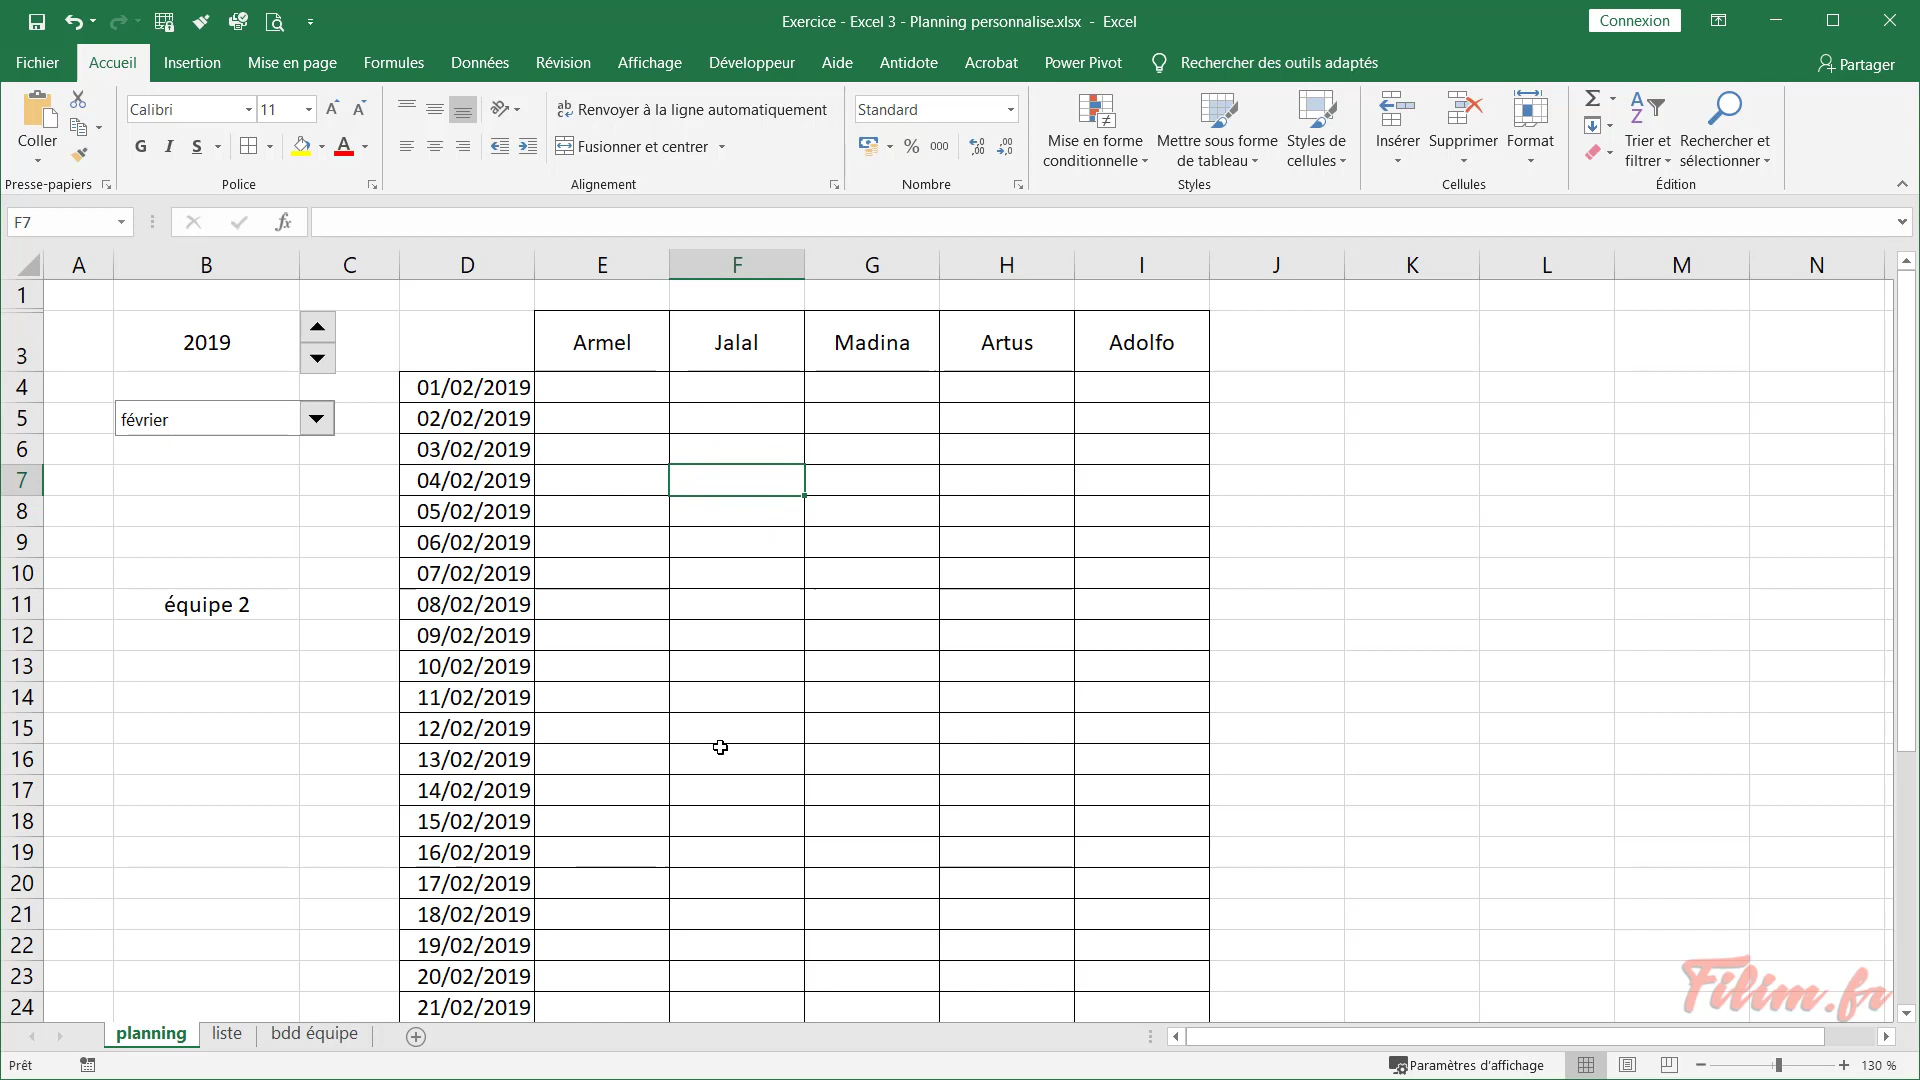 Exercice - Excel 3 - Planning personnalise.xlsx - Excel
Connexion
Fichier Accueil Insertion Mise en page Formules Données Révision Affichage Développeur Aide Antidote Acrobat Power Pivot Rechercher des outils adaptés Partager
Coller
Presse-papiers
Calibri 11
G I S
Police
Renvoyer à la ligne automatiquement
Fusionner et centrer
Alignement
Standard
% 000
Nombre
Mise en forme conditionnelle
Mettre sous forme de tableau
Styles de cellules
Styles
Insérer Supprimer Format
Cellules
Trier et filtrer
Rechercher et sélectionner
Édition
F7 fx
A B C D E F G H I J K L M N
1
3 2019 Armel Jalal Madina Artus Adolfo
4 01/02/2019
5 février 02/02/2019
6 03/02/2019
7 04/02/2019
8 05/02/2019
9 06/02/2019
10 07/02/2019
11 équipe 2 08/02/2019
12 09/02/2019
13 10/02/2019
14 11/02/2019
15 12/02/2019
16 13/02/2019
17 14/02/2019
18 15/02/2019
19 16/02/2019
20 17/02/2019
21 18/02/2019
22 19/02/2019
23 20/02/2019
24 21/02/2019
Filim.fr
planning liste bdd équipe
Prêt Paramètres d'affichage 130 %